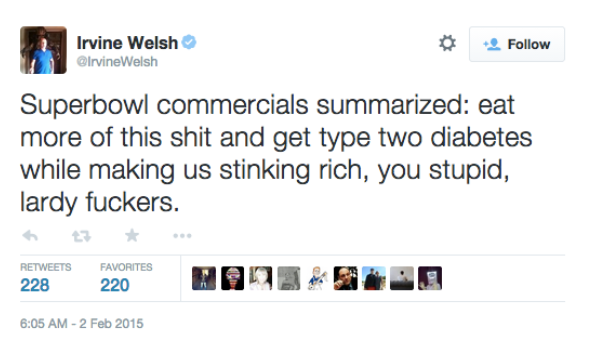 Irvine Welsh
@IrvineWelsh
Follow
Superbowl commercials summarized: eat
more of this shit and get type two diabetes
while making us stinking rich, you stupid,
lardy fuckers.
RETWEETS FAVORITES
228 220
6:05 AM - 2 Feb 2015